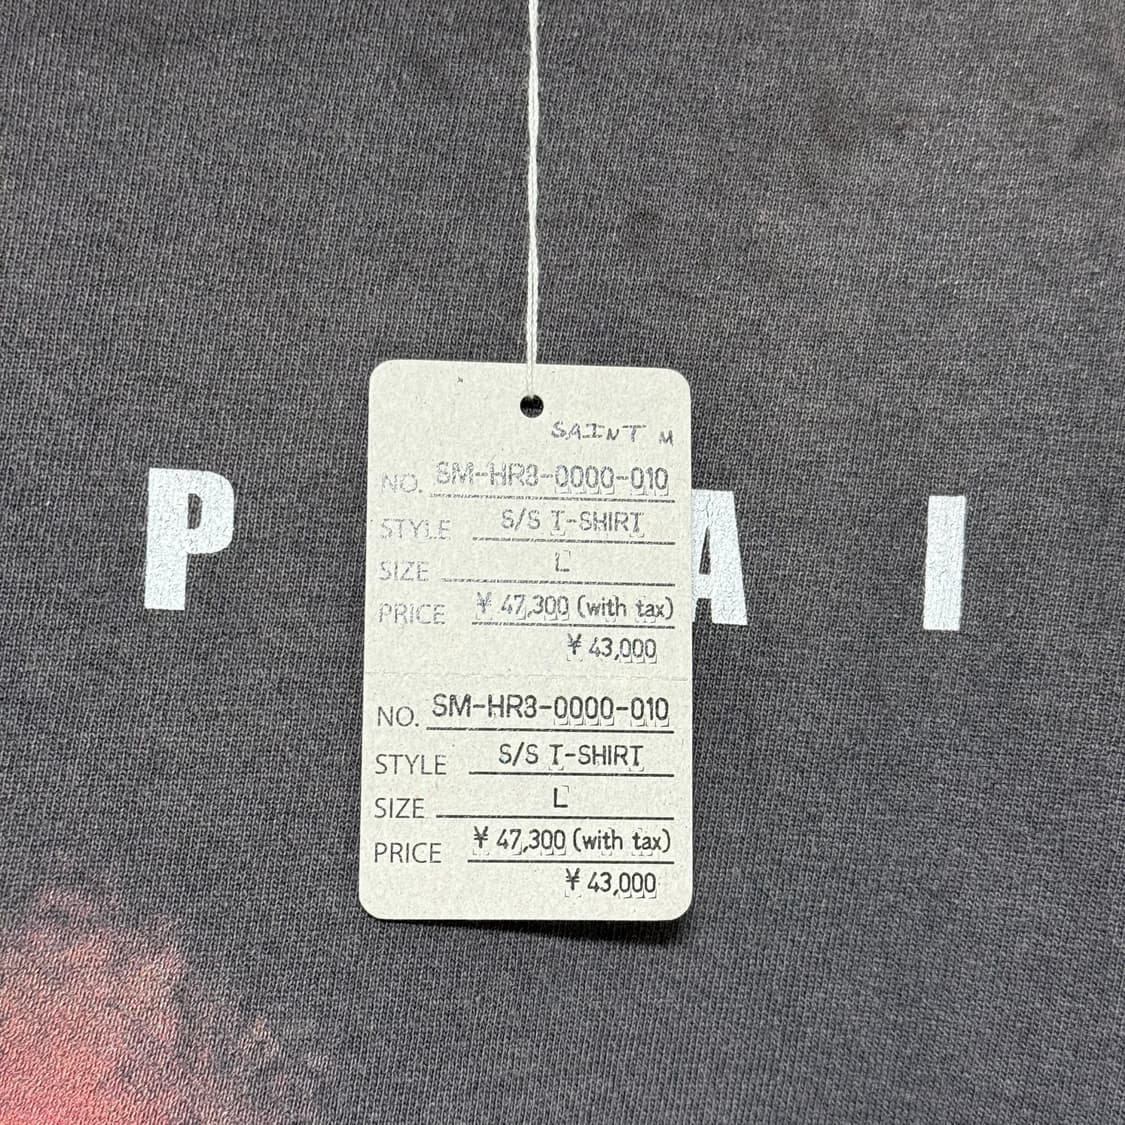 SAINT M
NO. SM-HR3-0000-010
STYLE S/S T-SHIRT
SIZE L
PRICE ¥ 47,300 (with tax)
¥ 43,000
NO. SM-HR3-0000-010
STYLE S/S T-SHIRT
SIZE L
PRICE ¥ 47,300 (with tax)
¥ 43,000
P A I